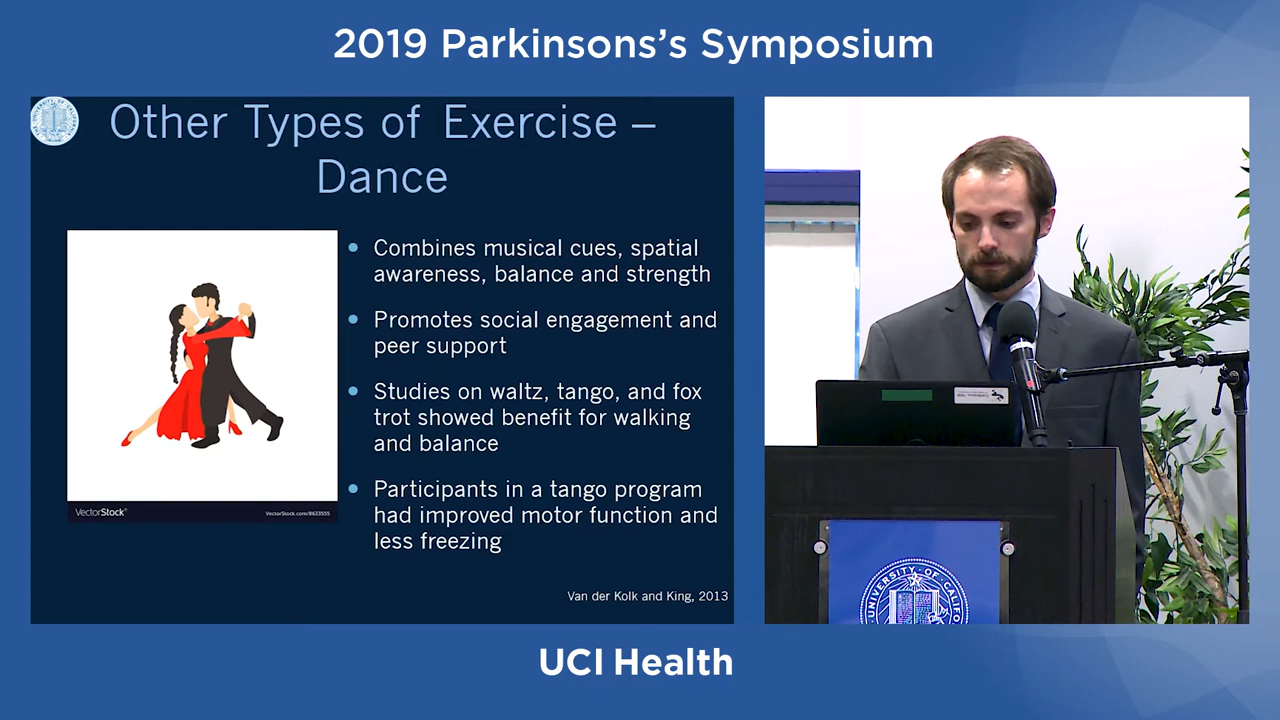 2019 Parkinsons's Symposium
Other Types of Exercise –
Dance
• Combines musical cues, spatial
awareness, balance and strength
• Promotes social engagement and
peer support
• Studies on waltz, tango, and fox
trot showed benefit for walking
and balance
• Participants in a tango program
had improved motor function and
less freezing
VectorStock®
VectorStock.com/8633555
Van der Kolk and King, 2013
UNIVERSITY · OF · CALIFO
UCI Health